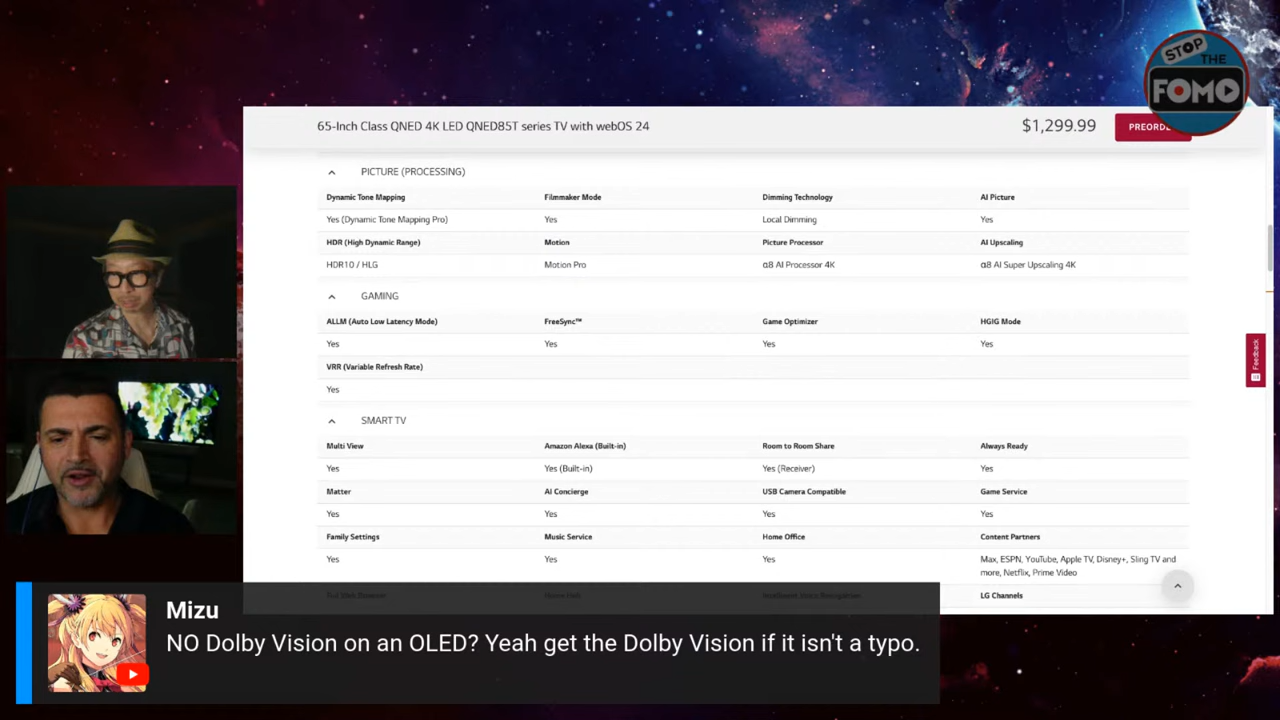 STOP
THE
FOMO
65-Inch Class QNED 4K LED QNED85T series TV with webOS 24
$1,299.99
PICTURE (PROCESSING)
Dynamic Tone Mapping Filmmaker Mode Dimming Technology AI Picture
Yes (Dynamic Tone Mapping Pro) Yes Local Dimming Yes
HDR (High Dynamic Range) Motion Picture Processor AI Upscaling
HDR10 / HLG Motion Pro α8 AI Processor 4K α8 AI Super Upscaling 4K
GAMING
ALLM (Auto Low Latency Mode) FreeSync™ Game Optimizer HGIG Mode
Yes Yes Yes Yes
VRR (Variable Refresh Rate)
Yes
Feedback
SMART TV
Multi View Amazon Alexa (Built-in) Room to Room Share Always Ready
Yes Yes (Built-in) Yes (Receiver) Yes
Matter AI Concierge USB Camera Compatible Game Service
Yes Yes Yes Yes
Family Settings Music Service Home Office Content Partners
Yes Yes Yes Max, ESPN, YouTube, Apple TV, Disney+, Sling TV and
more, Netflix, Prime Video
LG Channels
Mizu
NO Dolby Vision on an OLED? Yeah get the Dolby Vision if it isn't a typo.